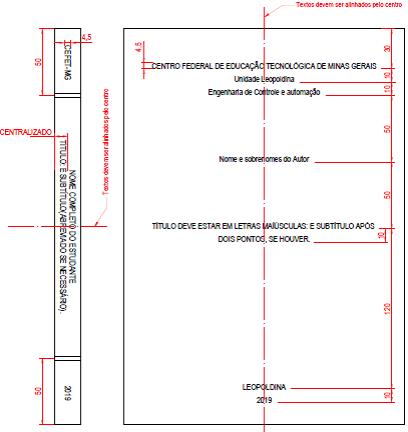 Textos devem ser alinhados pelo centro
4,5
50
CEFET-MG
4,5
30
CENTRO FEDERAL DE EDUCAÇÃO TECNOLÓGICA DE MINAS GERAIS
10
Unidade Leopoldina
10
Engenharia de Controle e automação
50
Textos devem ser alinhados pelo centro
CENTRALIZADO
Nome e sobrenomes do Autor
NOME COMPLETO DO ESTUDANTE
TÍTULO: E SUBTÍTULO(ABREVIADO SE NECESSÁRIO).
50
TÍTULO DEVE ESTAR EM LETRAS MAIÚSCULAS: E SUBTÍTULO APÓS
DOIS PONTOS, SE HOUVER.
10
120
50
2019
LEOPOLDINA
10
2019